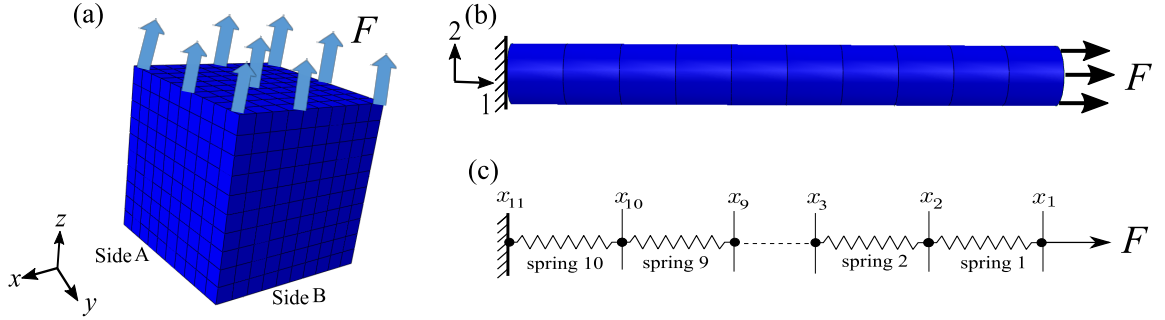 (a)
F
Side A
Side B
z
x
y
(b)
2
1
F
(c)
x11 x10 x9 x3 x2 x1
spring 10 spring 9 spring 2 spring 1
F